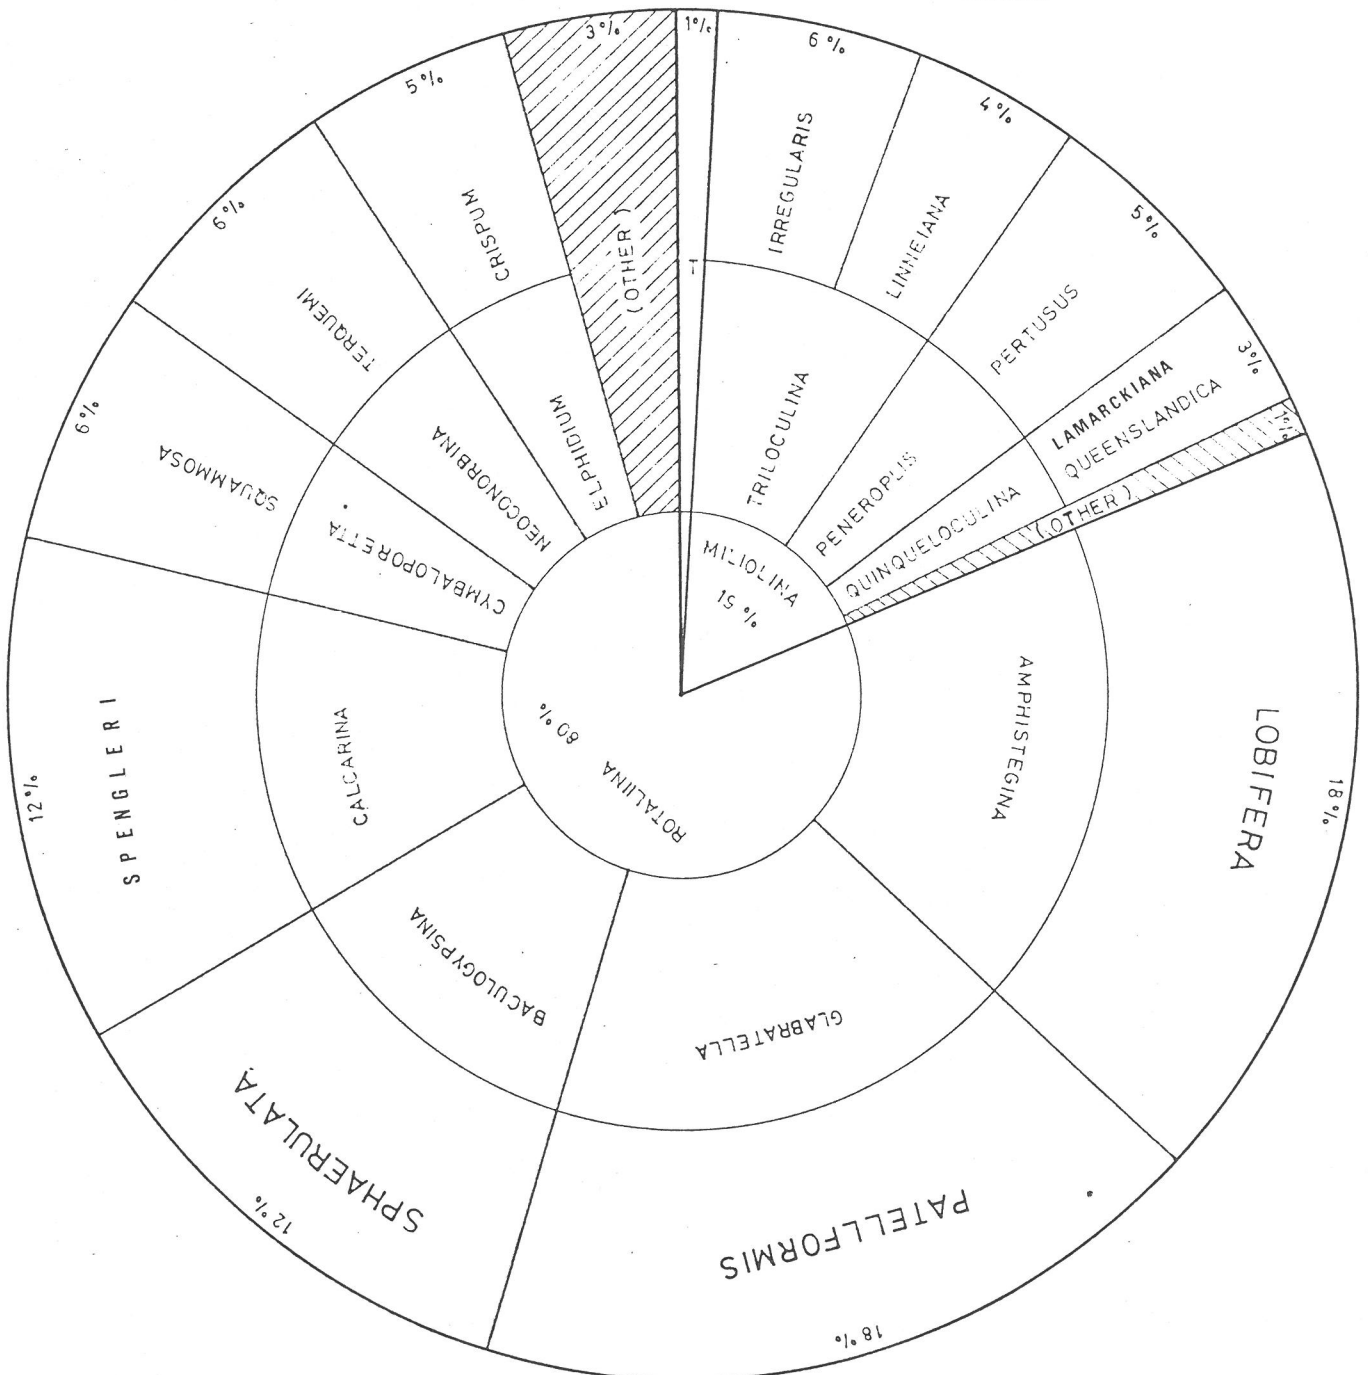 1%
T
6%
IRREGULARIS
4%
LINNEIANA
TRILOCULINA
5%
PERTUSUS
PENEROPLIS
3%
LAMARCKIANA
QUEENSLANDICA
QUINQUELOCULINA
1%
(OTHER)
MILIOLINA
15%
18%
LOBIFERA
AMPHISTEGINA
18%
PATELLFORMIS
GLABRATELLA
12%
SPHAERULATA
BACULOGYPSINA
12%
SPENGLERI
CALCARINA
6%
SQUAMMOSA
CYMBALOPORETTA
6%
TERQUEMI
NEOCONORBINA
5%
CRISPUM
ELPHIDIUM
3%
(OTHER)
ROTALIINA
80%